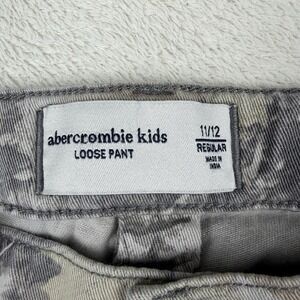 abercrombie kids
LOOSE PANT
11/12
REGULAR
MADE IN
INDIA